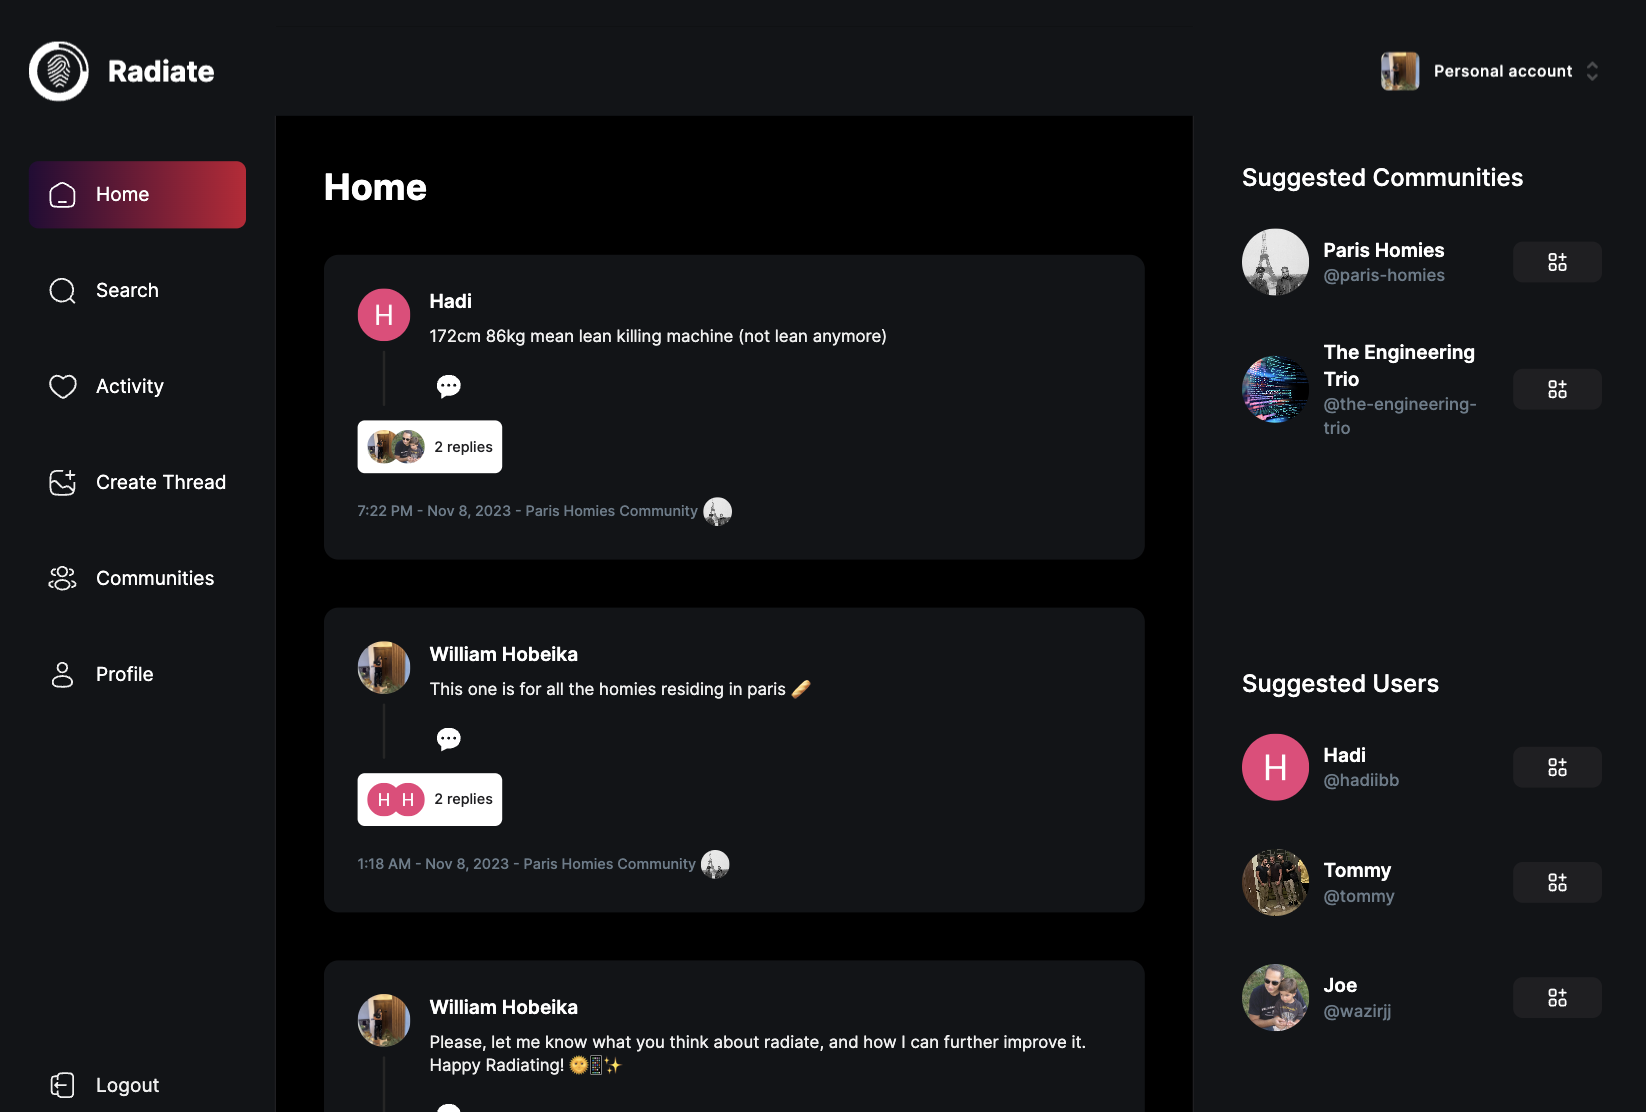 Radiate
Personal account
Home
Search
Activity
Create Thread
Communities
Profile
Logout
Home
H
Hadi
172cm 86kg mean lean killing machine (not lean anymore)
2 replies
7:22 PM - Nov 8, 2023 - Paris Homies Community
William Hobeika
This one is for all the homies residing in paris 🥖
H H
2 replies
1:18 AM - Nov 8, 2023 - Paris Homies Community
William Hobeika
Please, let me know what you think about radiate, and how I can further improve it.
Happy Radiating! 🌞📱✨
Suggested Communities
Paris Homies
@paris-homies
The Engineering
Trio
@the-engineering-
trio
Suggested Users
H
Hadi
@hadiibb
Tommy
@tommy
Joe
@wazirjj